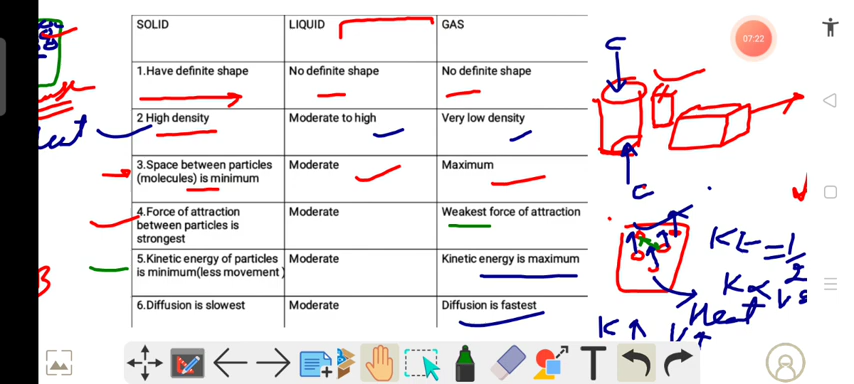 SOLID LIQUID GAS
1.Have definite shape No definite shape No definite shape
2 High density Moderate to high Very low density
3.Space between particles Moderate Maximum
(molecules) is minimum
4.Force of attraction Moderate Weakest force of attraction
between particles is
strongest
5.Kinetic energy of particles Moderate Kinetic energy is maximum
is minimum(less movement)
6.Diffusion is slowest Moderate Diffusion is fastest
07:22
C
C
KE = 1/2
K ∝ V
Heat
K↑ V↑
T